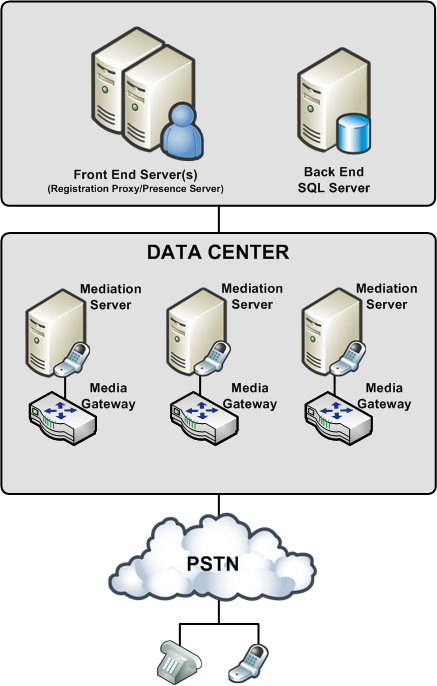 Front End Server(s)
(Registration Proxy/Presence Server)
Back End
SQL Server
DATA CENTER
Mediation
Server
Mediation
Server
Mediation
Server
Media
Gateway
Media
Gateway
Media
Gateway
PSTN